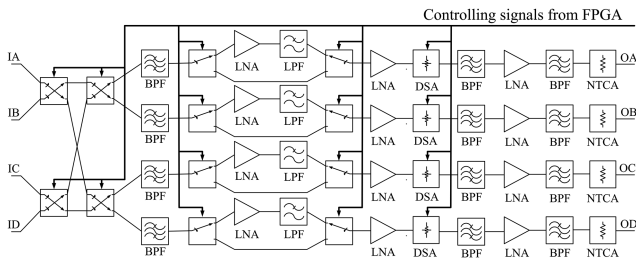 Controlling signals from FPGA
IA
BPF
LNA
LPF
LNA
DSA
BPF
LNA
BPF
NTCA
OA
IB
BPF
LNA
LPF
LNA
DSA
BPF
LNA
BPF
NTCA
OB
IC
BPF
LNA
LPF
LNA
DSA
BPF
LNA
BPF
NTCA
OC
ID
BPF
LNA
LPF
LNA
DSA
BPF
LNA
BPF
NTCA
OD